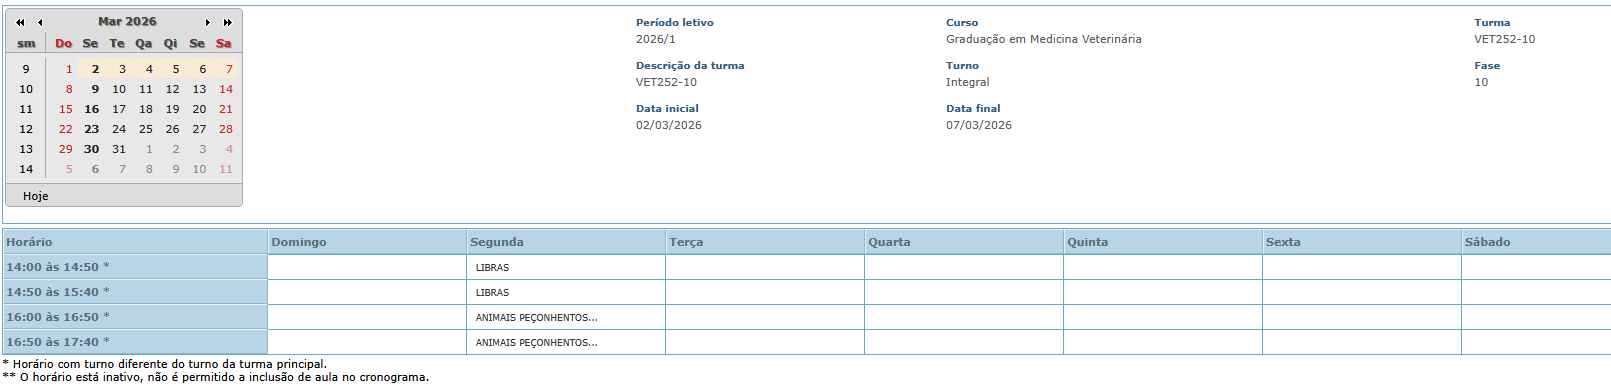 Mar 2026
sm Do Se Te Qa Qi Se Sa
9 1 2 3 4 5 6 7
10 8 9 10 11 12 13 14
11 15 16 17 18 19 20 21
12 22 23 24 25 26 27 28
13 29 30 31 1 2 3 4
14 5 6 7 8 9 10 11
Hoje
Período letivo Curso Turma
2026/1 Graduação em Medicina Veterinária VET252-10
Descrição da turma Turno Fase
VET252-10 Integral 10
Data inicial Data final
02/03/2026 07/03/2026
Horário Domingo Segunda Terça Quarta Quinta Sexta Sábado
14:00 às 14:50 * LIBRAS
14:50 às 15:40 * LIBRAS
16:00 às 16:50 * ANIMAIS PEÇONHENTOS...
16:50 às 17:40 * ANIMAIS PEÇONHENTOS...
* Horário com turno diferente do turno da turma principal.
** O horário está inativo, não é permitido a inclusão de aula no cronograma.